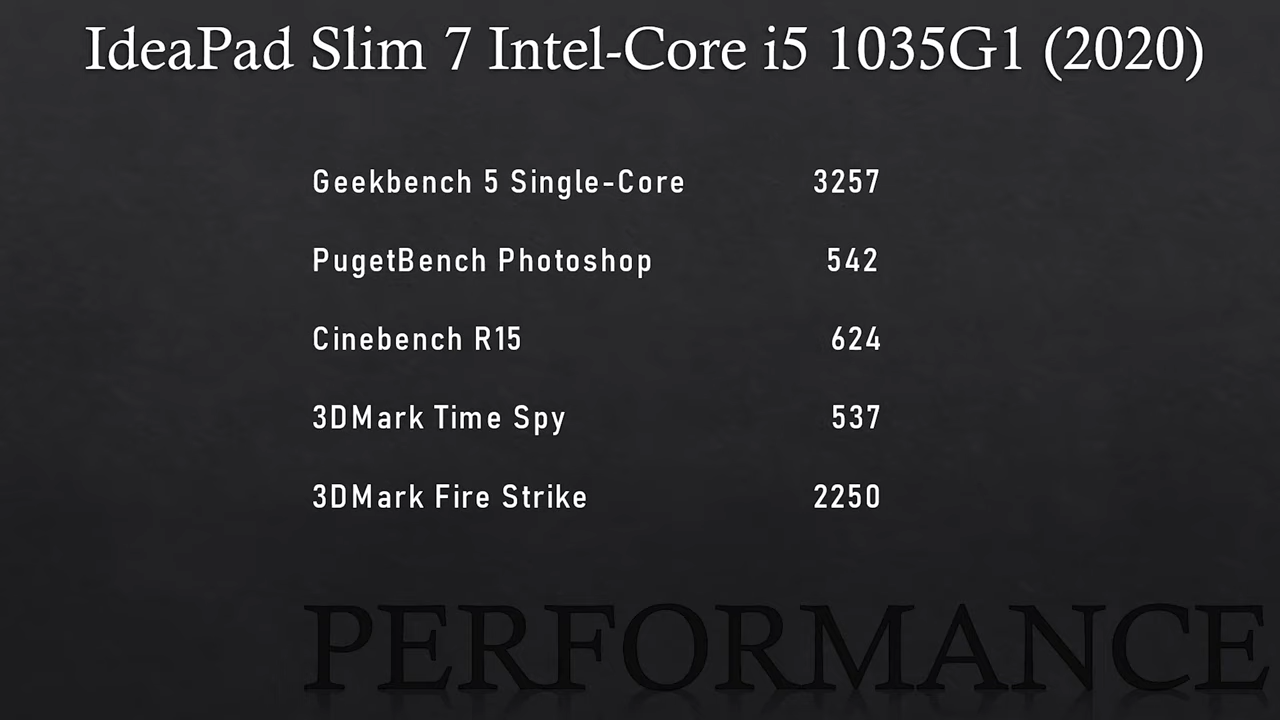 IdeaPad Slim 7 Intel-Core i5 1035G1 (2020)
Geekbench 5 Single-Core 3257
PugetBench Photoshop 542
Cinebench R15 624
3DMark Time Spy 537
3DMark Fire Strike 2250
PERFORMANCE